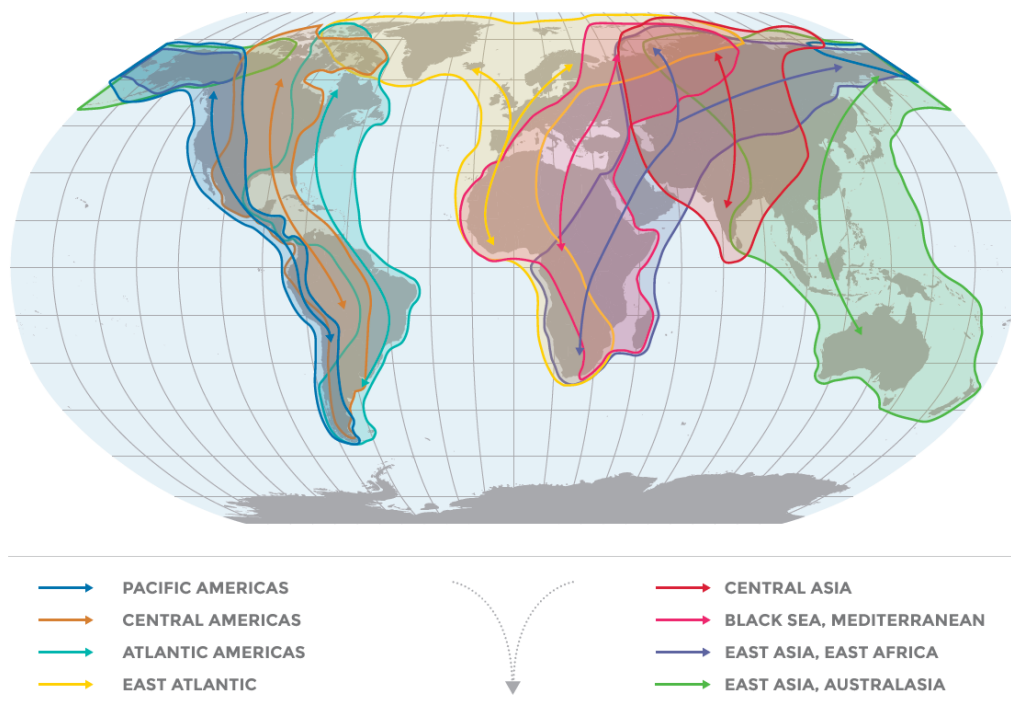 PACIFIC AMERICAS
CENTRAL AMERICAS
ATLANTIC AMERICAS
EAST ATLANTIC
CENTRAL ASIA
BLACK SEA, MEDITERRANEAN
EAST ASIA, EAST AFRICA
EAST ASIA, AUSTRALASIA